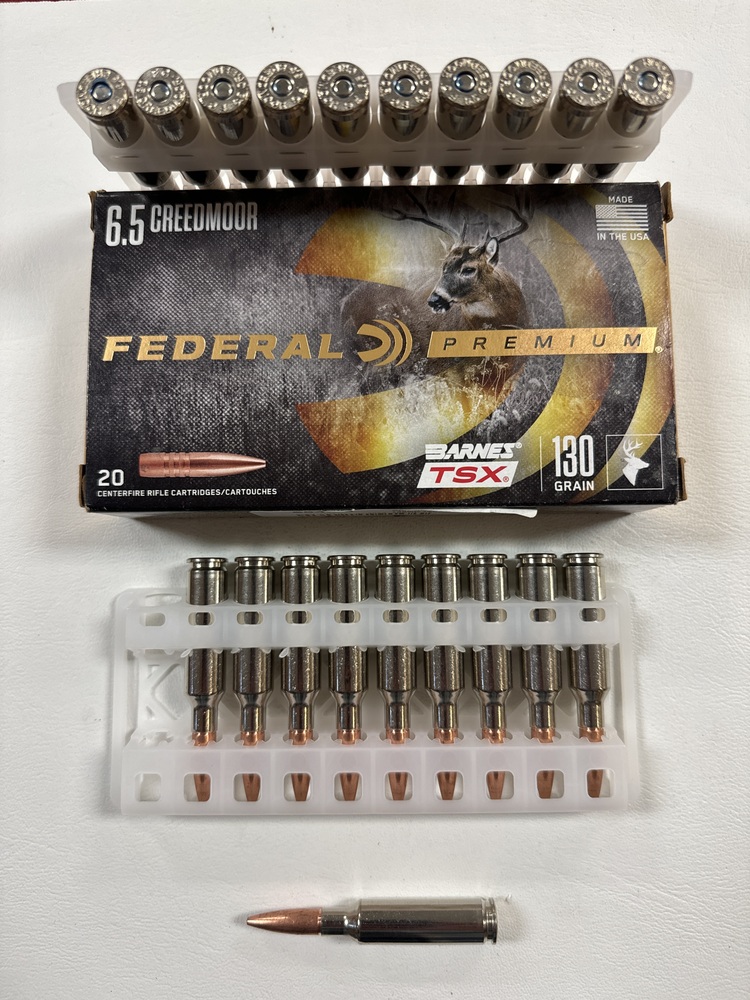 6.5 CREEDMOOR
MADE
IN THE USA
FEDERAL PREMIUM®
BARNES®
TSX®
130
GRAIN
20
CENTERFIRE RIFLE CARTRIDGES/CARTOUCHES